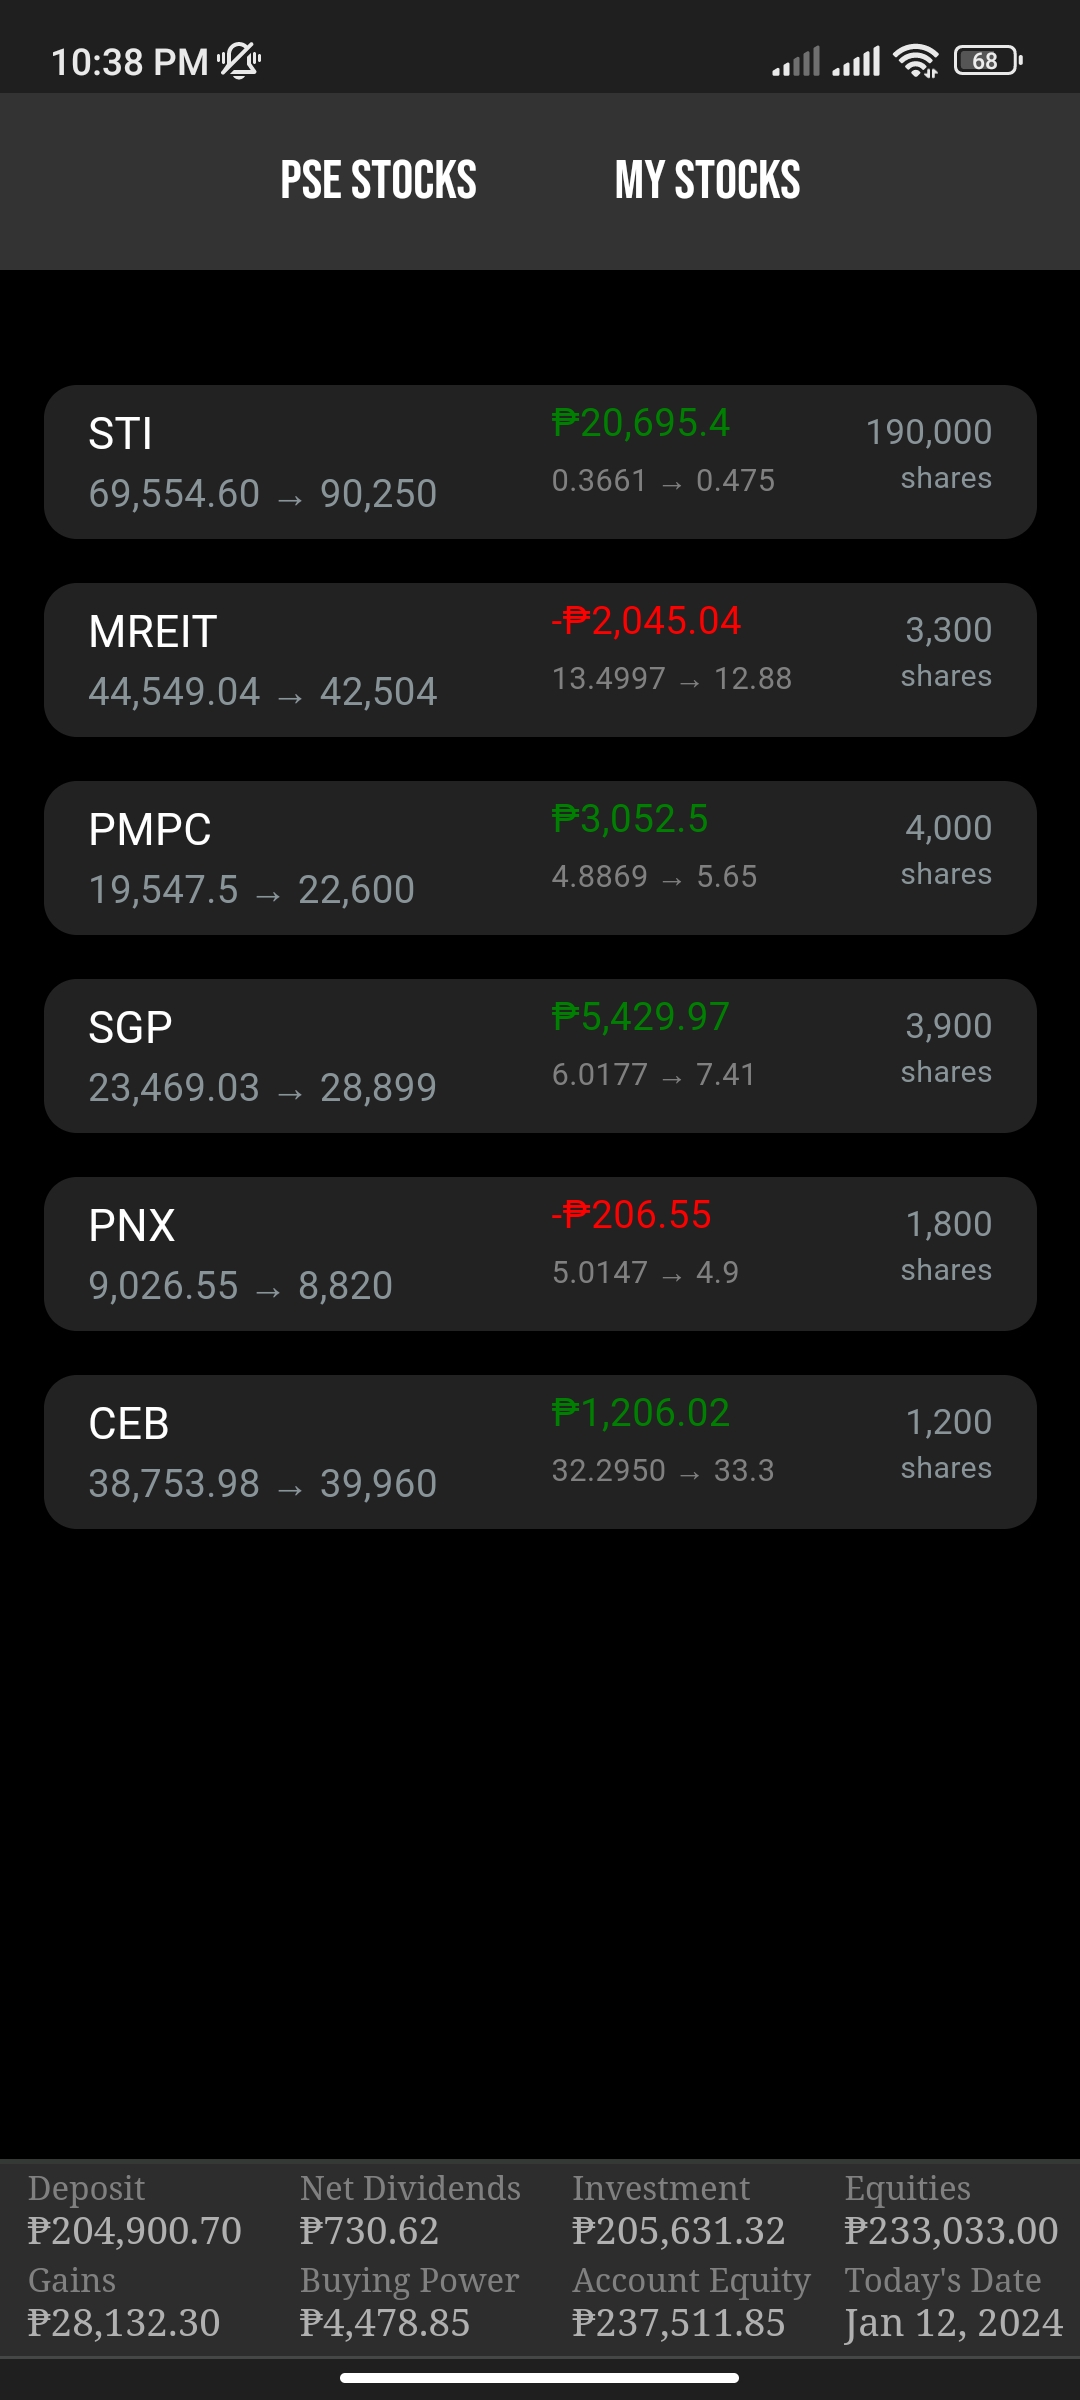 10:38 PM 68
PSE STOCKS MY STOCKS
STI ₱20,695.4 190,000
69,554.60 → 90,250 0.3661 → 0.475 shares
MREIT -₱2,045.04 3,300
44,549.04 → 42,504 13.4997 → 12.88 shares
PMPC ₱3,052.5 4,000
19,547.5 → 22,600 4.8869 → 5.65 shares
SGP ₱5,429.97 3,900
23,469.03 → 28,899 6.0177 → 7.41 shares
PNX -₱206.55 1,800
9,026.55 → 8,820 5.0147 → 4.9 shares
CEB ₱1,206.02 1,200
38,753.98 → 39,960 32.2950 → 33.3 shares
Deposit Net Dividends Investment Equities
₱204,900.70 ₱730.62 ₱205,631.32 ₱233,033.00
Gains Buying Power Account Equity Today's Date
₱28,132.30 ₱4,478.85 ₱237,511.85 Jan 12, 2024